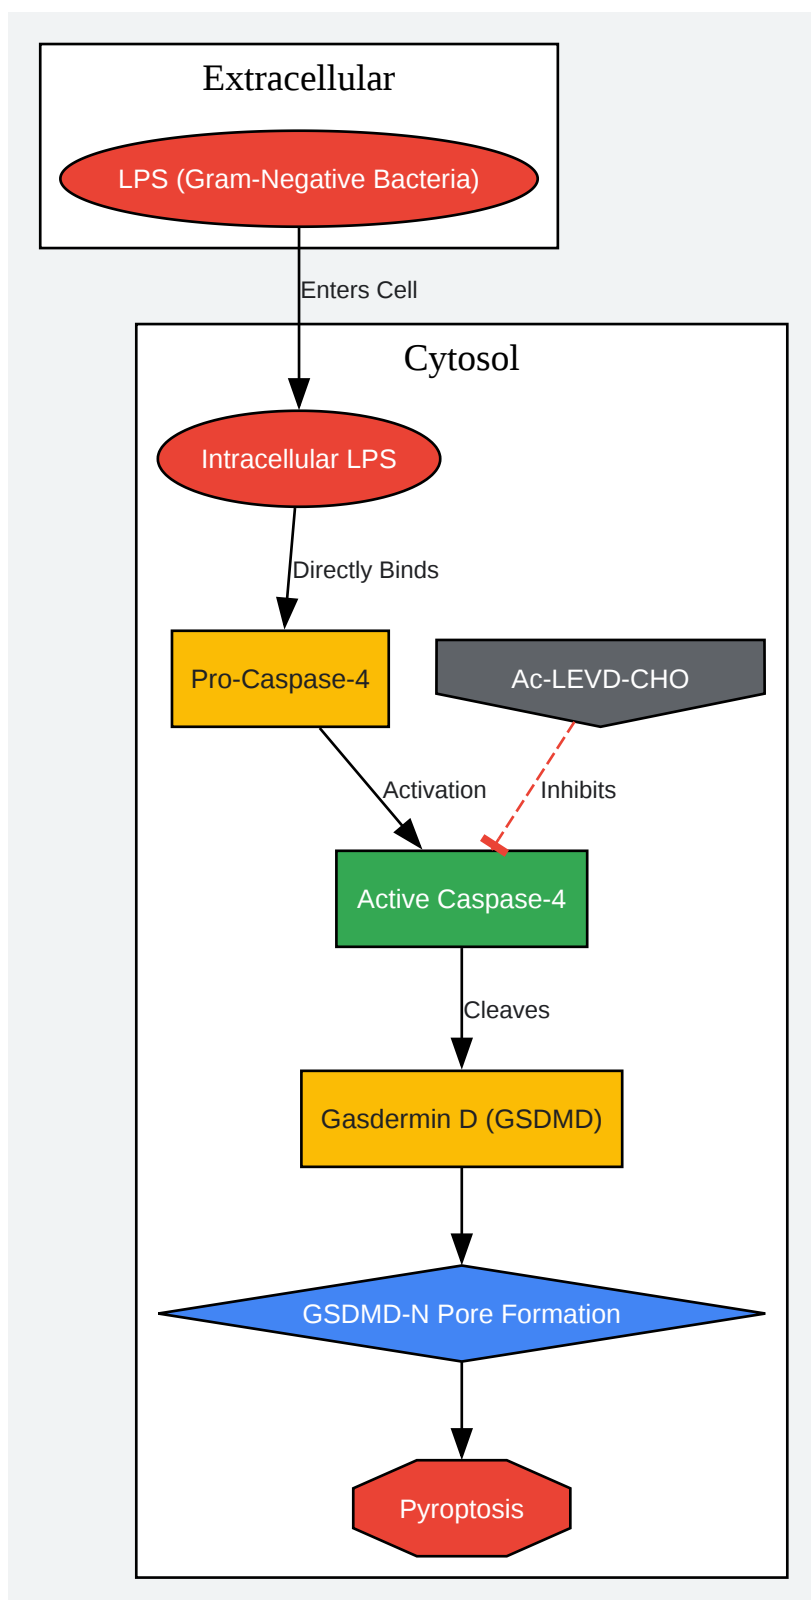 Extracellular
LPS (Gram-Negative Bacteria)
Enters Cell
Cytosol
Intracellular LPS
Directly Binds
Pro-Caspase-4
Ac-LEVD-CHO
Activation
Inhibits
Active Caspase-4
Cleaves
Gasdermin D (GSDMD)
GSDMD-N Pore Formation
Pyroptosis